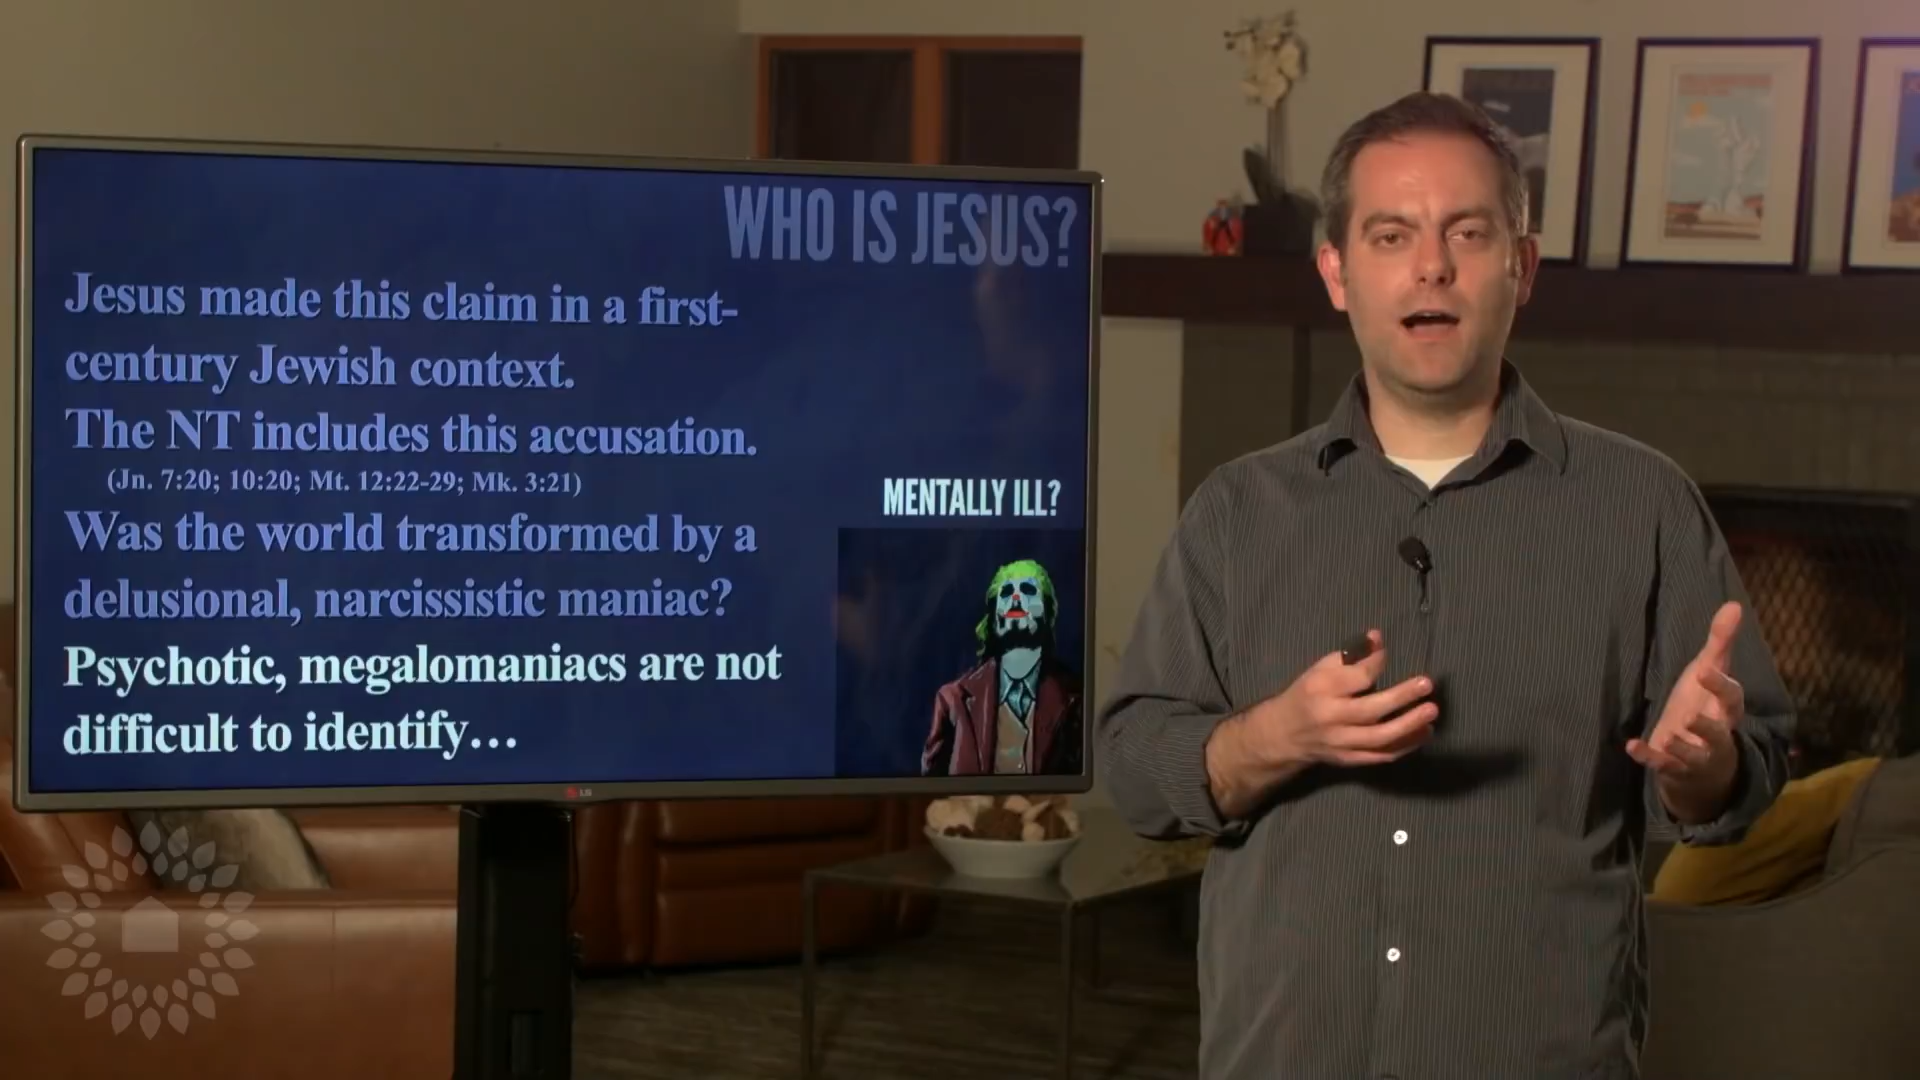 WHO IS JESUS?
Jesus made this claim in a first-
century Jewish context.
The NT includes this accusation.
(Jn. 7:20; 10:20; Mt. 12:22-29; Mk. 3:21)
Was the world transformed by a
delusional, narcissistic maniac?
Psychotic, megalomaniacs are not
difficult to identify…
MENTALLY ILL?
LG